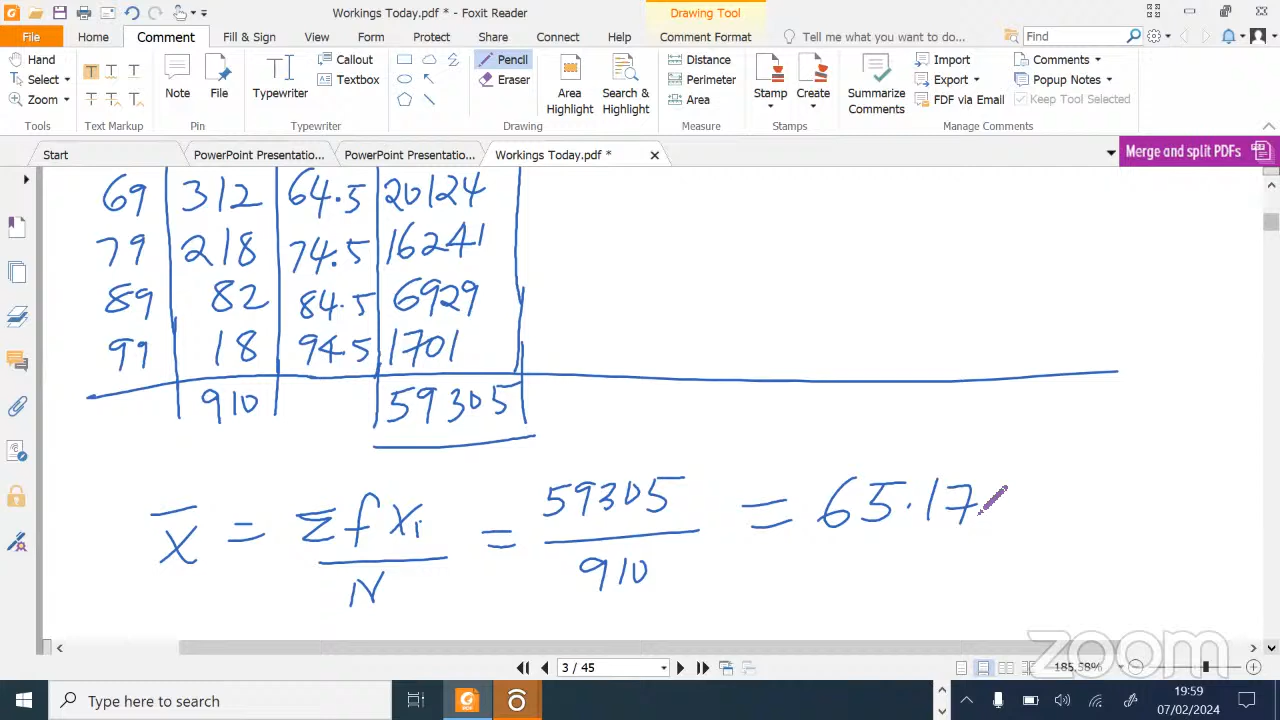 Workings Today.pdf * - Foxit Reader
Drawing Tool
File Home Comment Fill & Sign View Form Protect Share Connect Help Comment Format Tell me what you want to do... Find
Hand
Select
Zoom
Tools
T T T
T T T
Text Markup
Note
File
Pin
Typewriter
Callout
Textbox
Typewriter
Pencil
Eraser
Drawing
Area Highlight
Search & Highlight
Distance
Perimeter
Area
Measure
Stamp
Create
Stamps
Summarize Comments
Import
Export
FDF via Email
Comments
Popup Notes
Keep Tool Selected
Manage Comments
Start PowerPoint Presentatio... PowerPoint Presentatio... Workings Today.pdf * Merge and split PDFs
69 312 64.5 20124
79 218 74.5 16241
89 82 84.5 6929
99 18 94.5 1701
910 59305
x̄ = Σfxi / N = 59305 / 910 = 65.17
zoom
3 / 45 185.58%
Type here to search
19:59
07/02/2024